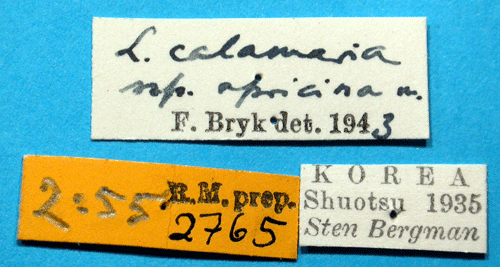 L. calamaria
ssp. apricina m.
F. Bryk det. 1943
2:55
R.M. prep.
2765
KOREA
Shuotsu 1935
Sten Bergman